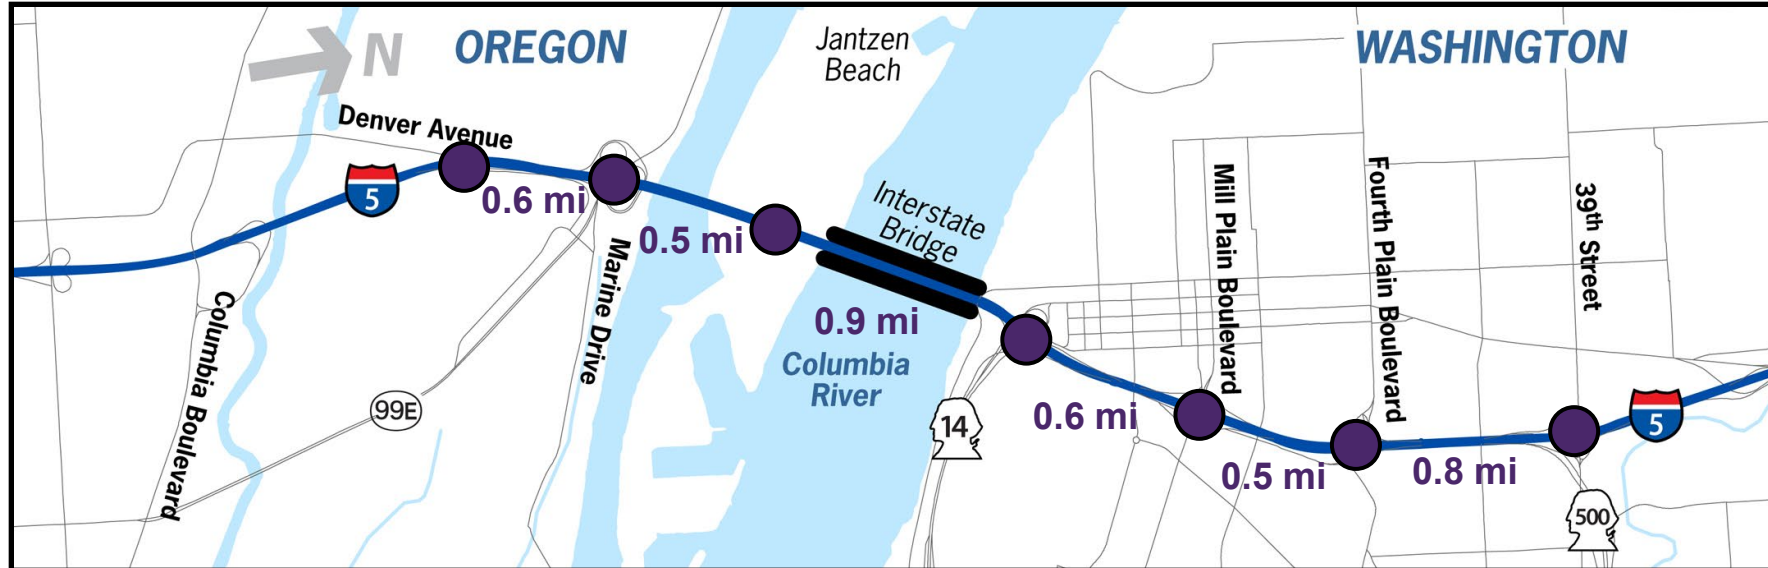 N
OREGON
Jantzen
Beach
WASHINGTON
Denver Avenue
5
0.6 mi
0.5 mi
Interstate
Bridge
Marine Drive
0.9 mi
Columbia
River
Columbia Boulevard
99E
14
0.6 mi
Mill Plain Boulevard
0.5 mi
Fourth Plain Boulevard
0.8 mi
39th Street
5
500